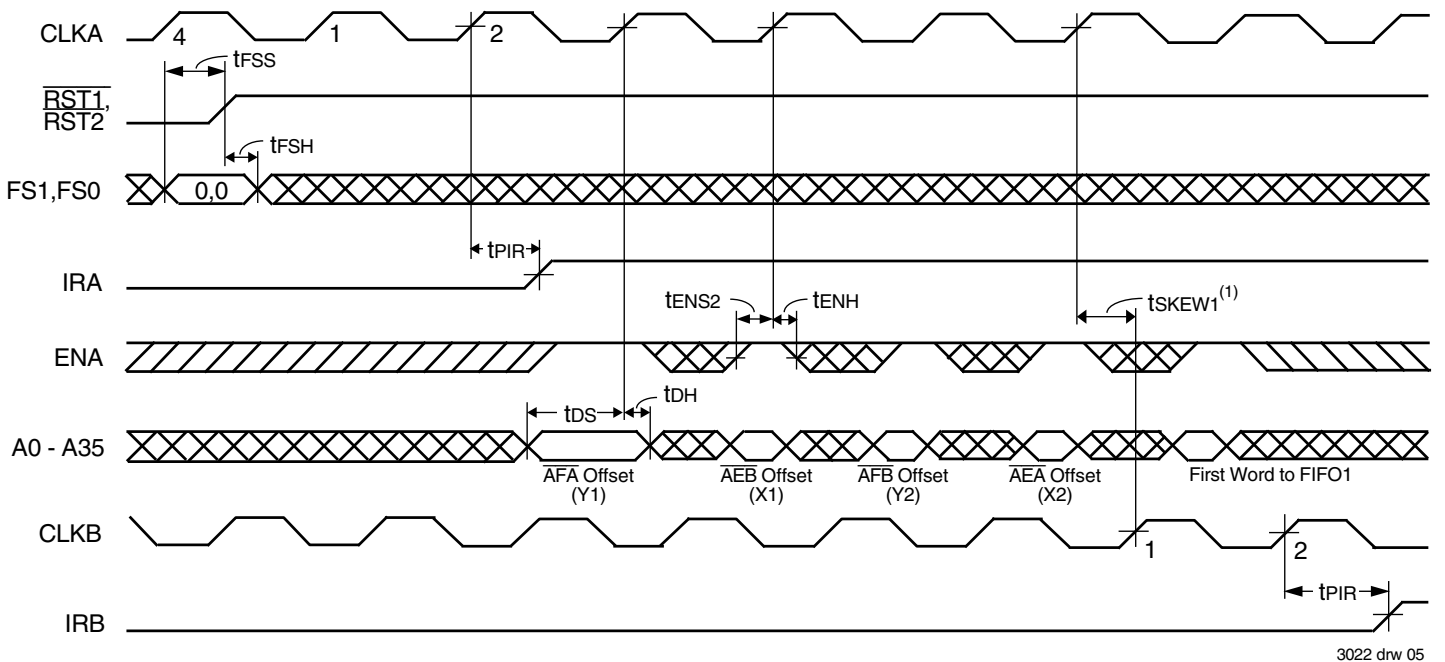 CLKA 4 1 2
tFSS
RST1,
RST2
tFSH
FS1,FS0 0,0
tPIR
IRA
tENS2 tENH tSKEW1(1)
ENA
tDS tDH
A0 - A35
AFA Offset
(Y1)
AEB Offset
(X1)
AFB Offset
(Y2)
AEA Offset
(X2)
First Word to FIFO1
CLKB 1 2
tPIR
IRB
3022 drw 05